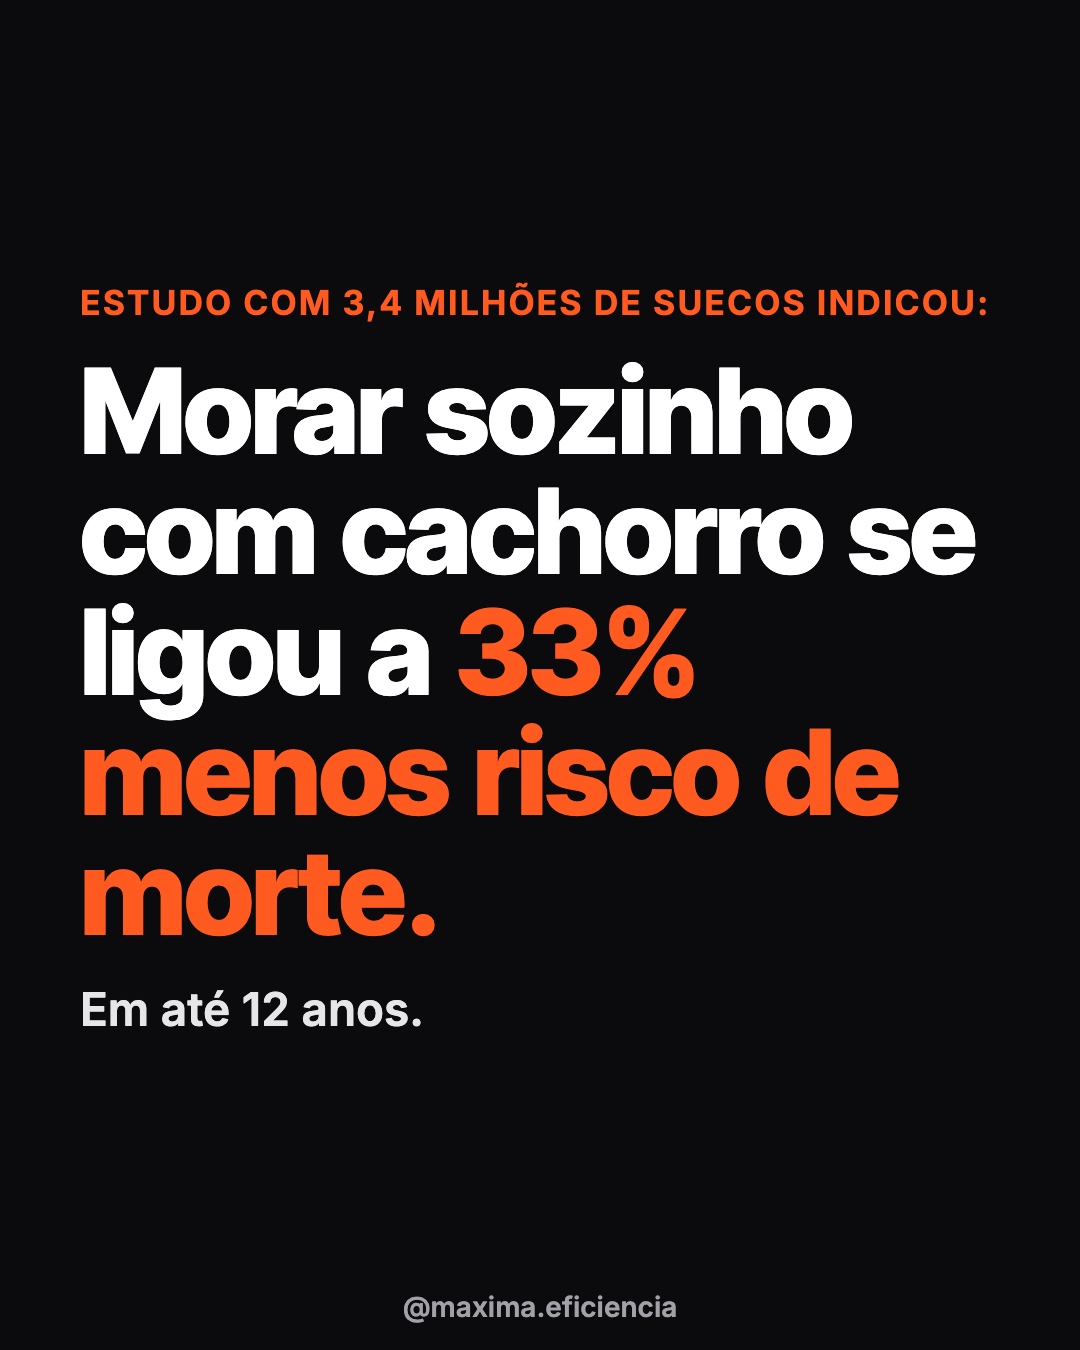 ESTUDO COM 3,4 MILHÕES DE SUECOS INDICOU:
Morar sozinho
com cachorro se
ligou a 33%
menos risco de
morte.
Em até 12 anos.
@maxima.eficiencia